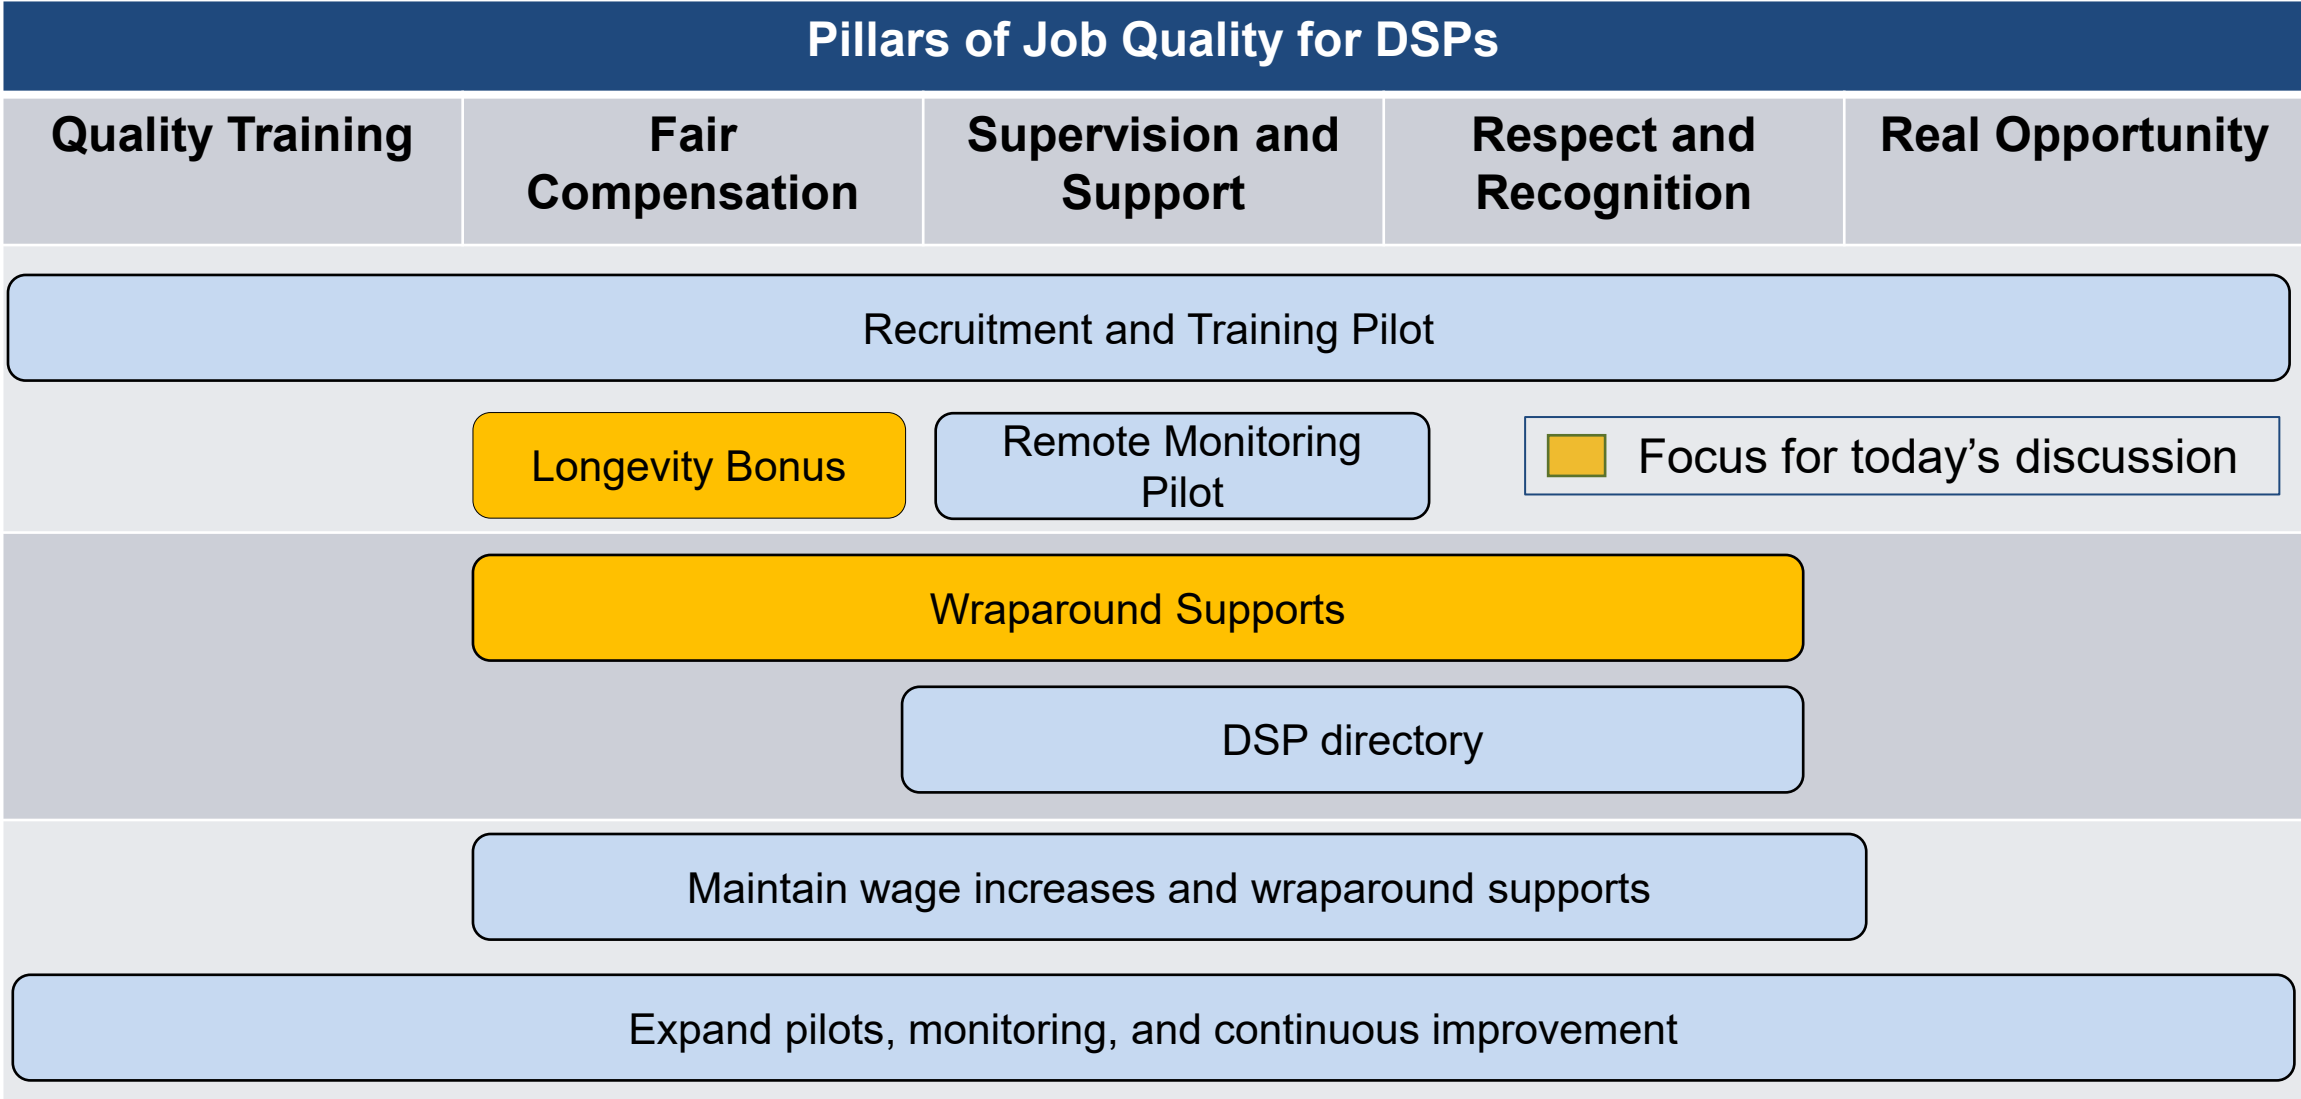 Pillars of Job Quality for DSPs
Quality Training
Fair
Compensation
Supervision and
Support
Respect and
Recognition
Real Opportunity
Recruitment and Training Pilot
Longevity Bonus
Remote Monitoring
Pilot
Focus for today’s discussion
Wraparound Supports
DSP directory
Maintain wage increases and wraparound supports
Expand pilots, monitoring, and continuous improvement